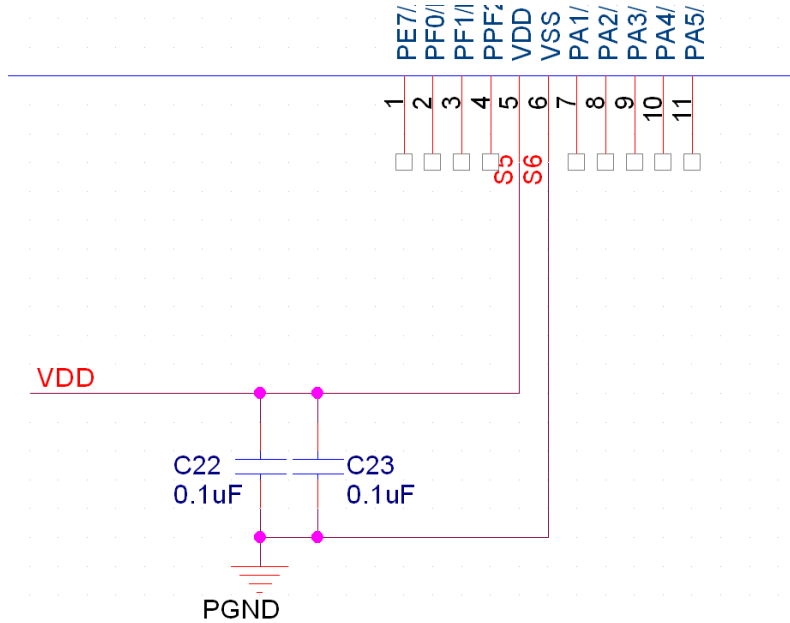 PE7/
PF0/
PF1/
PPF2
VDD
VSS
PA1/
PA2/
PA3/
PA4/
PA5/
1
2
3
4
5
6
7
8
9
10
11
S5
S6
VDD
C22
0.1uF
C23
0.1uF
PGND